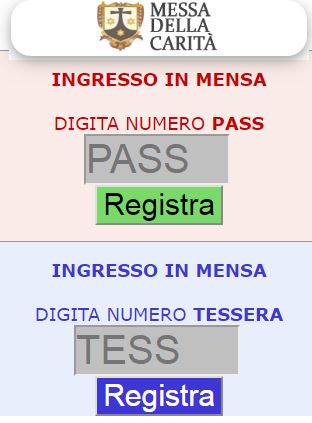 MESSA
DELLA
CARITÀ
INGRESSO IN MENSA
DIGITA NUMERO PASS
PASS
Registra
INGRESSO IN MENSA
DIGITA NUMERO TESSERA
TESS
Registra